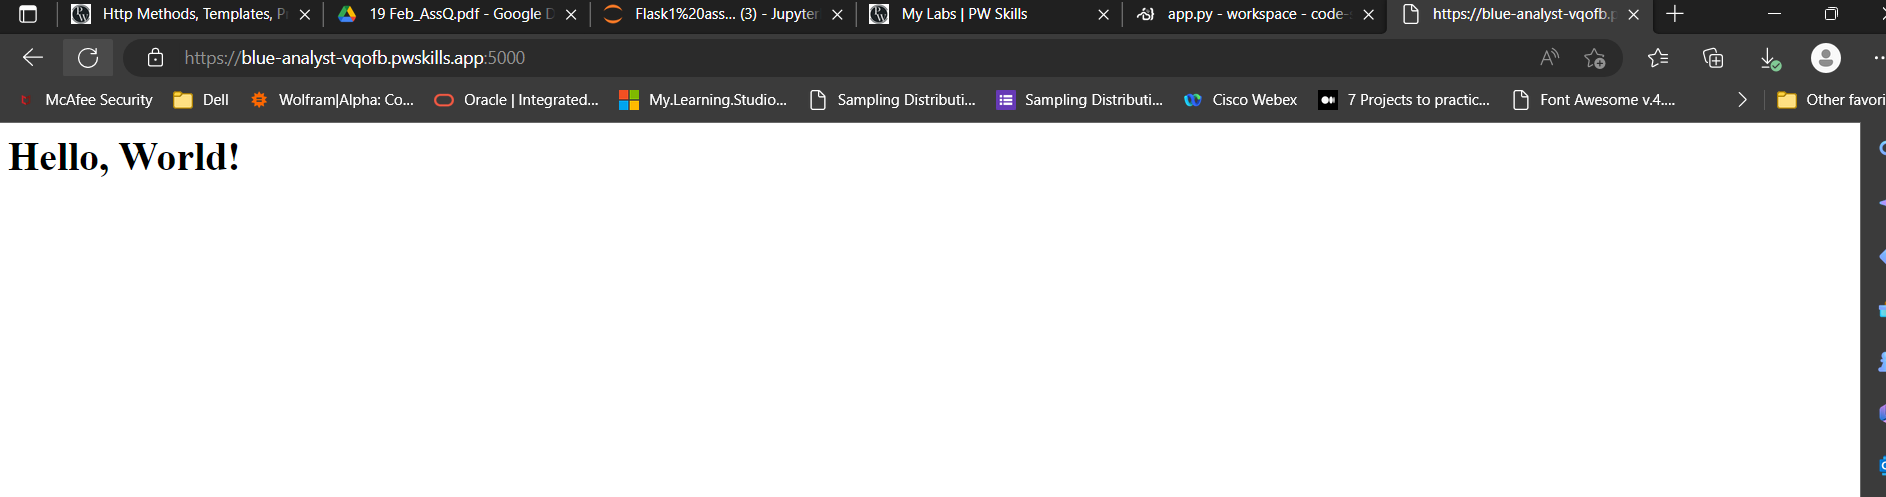 Http Methods, Templates, P 19 Feb_AssQ.pdf - Google D Flask1%20ass... (3) - Jupyter My Labs | PW Skills app.py - workspace - code- https://blue-analyst-vqofb.p
https://blue-analyst-vqofb.pwskills.app:5000
McAfee Security Dell Wolfram|Alpha: Co... Oracle | Integrated... My.Learning.Studio... Sampling Distributi... Sampling Distributi... Cisco Webex 7 Projects to practic... Font Awesome v.4.... Other favori
Hello, World!